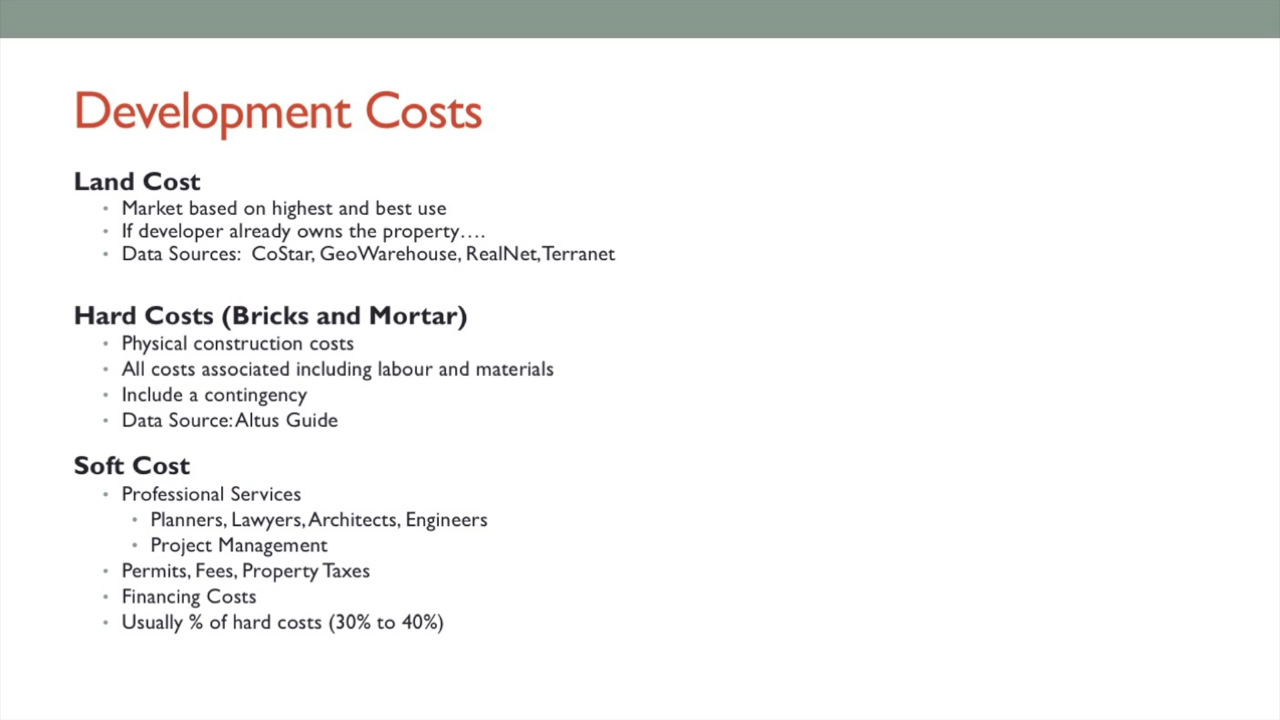 Development Costs
Land Cost
• Market based on highest and best use
• If developer already owns the property….
• Data Sources:  CoStar, GeoWarehouse, RealNet,Terranet
Hard Costs (Bricks and Mortar)
• Physical construction costs
• All costs associated including labour and materials
• Include a contingency
• Data Source:Altus Guide
Soft Cost
• Professional Services
• Planners, Lawyers,Architects, Engineers
• Project Management
• Permits, Fees, Property Taxes
• Financing Costs
• Usually % of hard costs (30% to 40%)